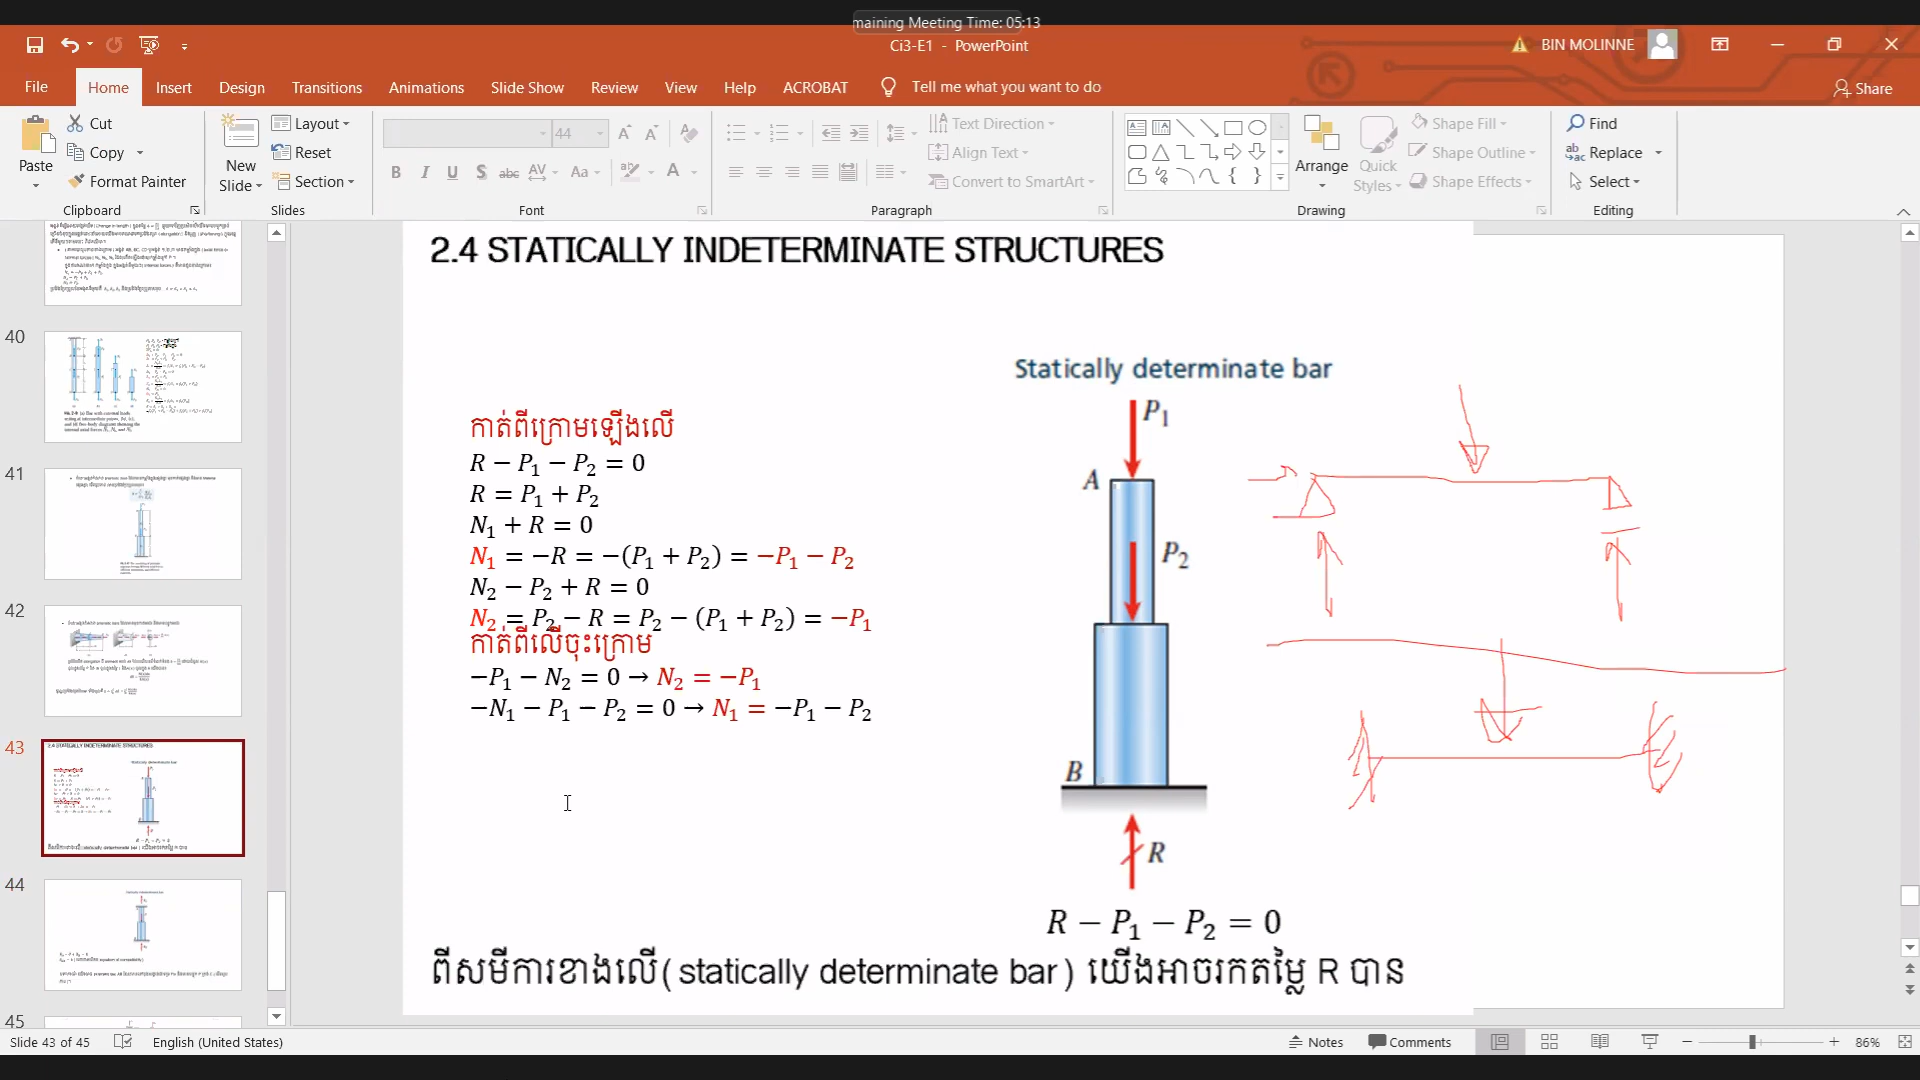 maining Meeting Time: 05:13
Ci3-E1 - PowerPoint
BIN MOLINNE
File Home Insert Design Transitions Animations Slide Show Review View Help ACROBAT Tell me what you want to do Share
Paste
Cut
Copy
Format Painter
Clipboard
New Slide
Layout
Reset
Section
Slides
44
B I U S abc AV Aa A
Font
Text Direction
Align Text
Convert to SmartArt
Paragraph
Arrange
Quick Styles
Shape Fill
Shape Outline
Shape Effects
Drawing
Find
Replace
Select
Editing
40
41
42
43
44
45
2.4 STATICALLY INDETERMINATE STRUCTURES
កាត់ពីក្រោមឡើងលើ
R − P₁ − P₂ = 0
R = P₁ + P₂
N₁ + R = 0
N₁ = −R = −(P₁ + P₂) = −P₁ − P₂
N₂ − P₂ + R = 0
N₂ = P₂ − R = P₂ − (P₁ + P₂) = −P₁
កាត់ពីលើចុះក្រោម
−P₁ − N₂ = 0 → N₂ = −P₁
−N₁ − P₁ − P₂ = 0 → N₁ = −P₁ − P₂
Statically determinate bar
P₁
A
P₂
B
R
R − P₁ − P₂ = 0
ពីសមីការខាងលើ(statically determinate bar) យើងអាចរកតម្លៃ R បាន
Slide 43 of 45 English (United States) Notes Comments 86%